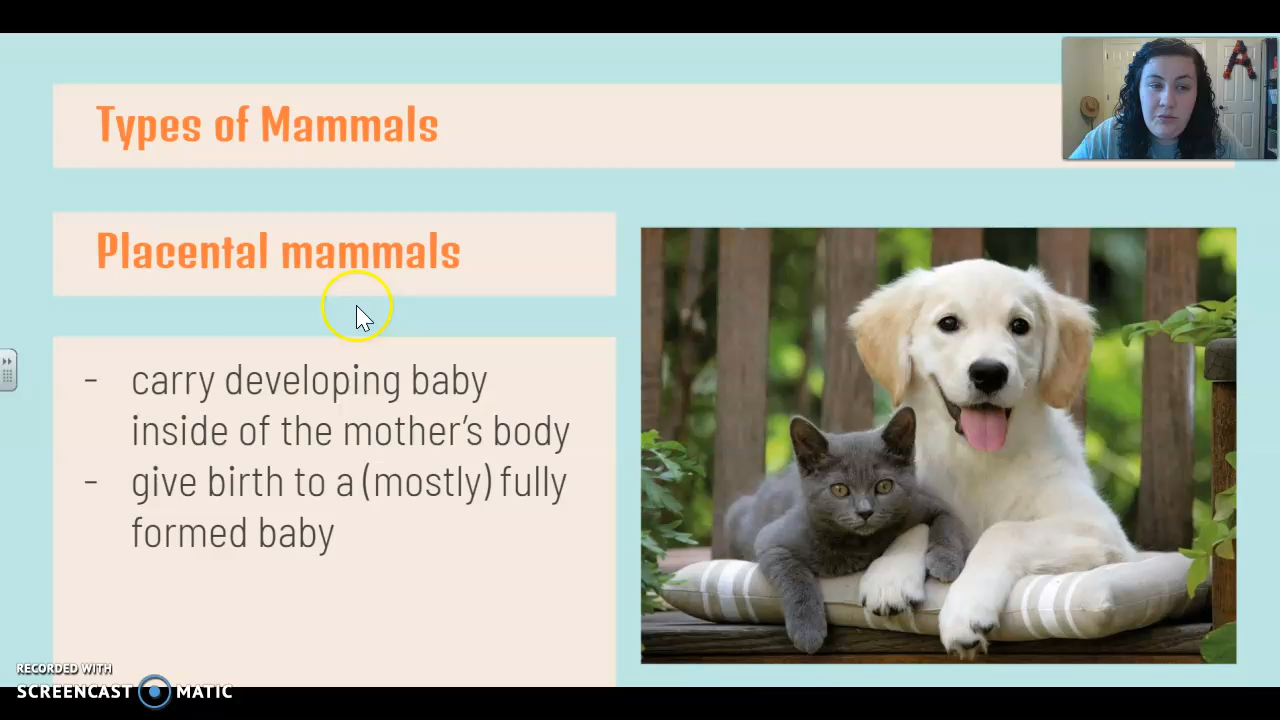 Types of Mammals
A
Placental mammals
- carry developing baby
inside of the mother's body
- give birth to a (mostly) fully
formed baby
RECORDED WITH
SCREENCAST MATIC